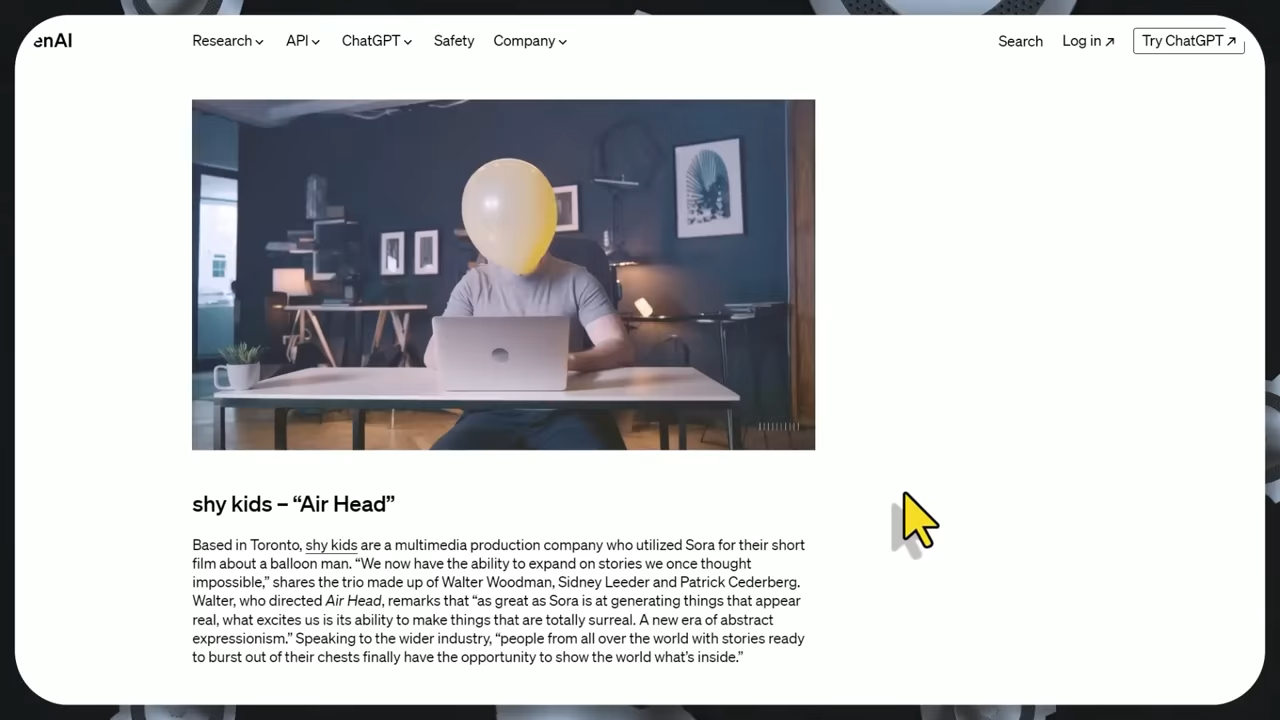 enAI
Research
API
ChatGPT
Safety
Company
Search
Log in
Try ChatGPT
shy kids – “Air Head”
Based in Toronto, shy kids are a multimedia production company who utilized Sora for their short
film about a balloon man. “We now have the ability to expand on stories we once thought
impossible,” shares the trio made up of Walter Woodman, Sidney Leeder and Patrick Cederberg.
Walter, who directed Air Head, remarks that “as great as Sora is at generating things that appear
real, what excites us is its ability to make things that are totally surreal. A new era of abstract
expressionism.” Speaking to the wider industry, “people from all over the world with stories ready
to burst out of their chests finally have the opportunity to show the world what’s inside.”